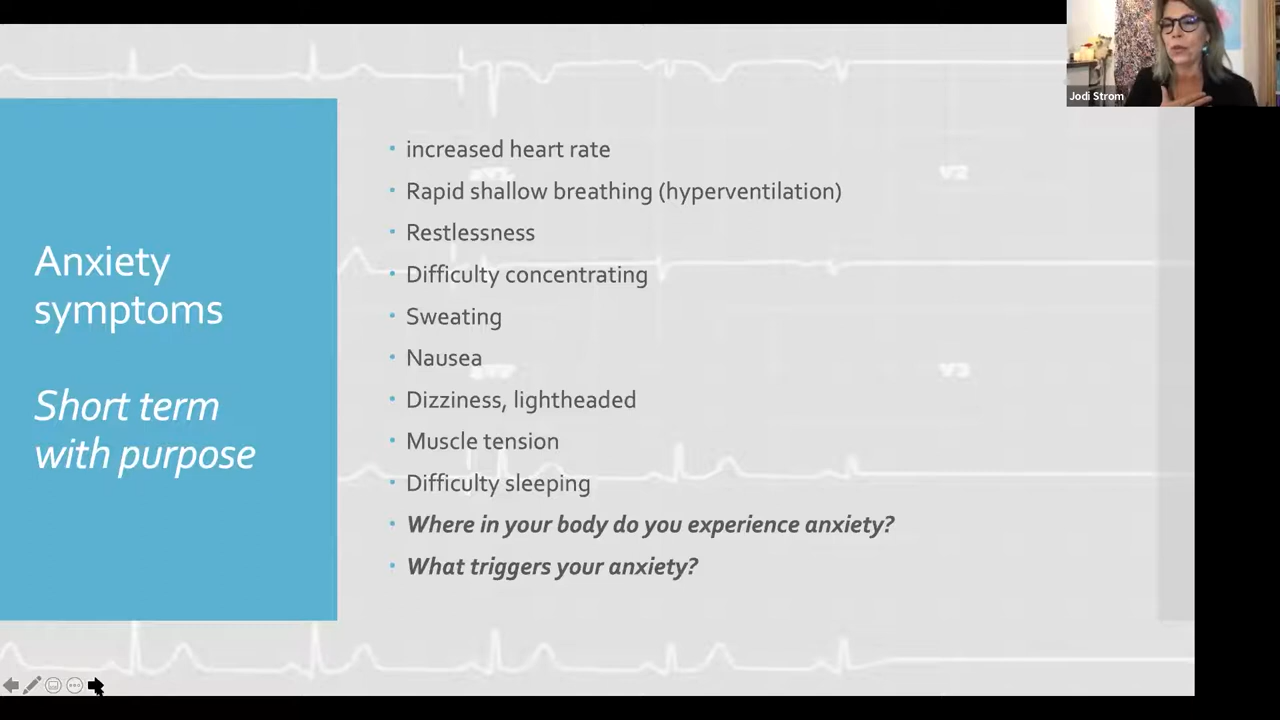 Jodi Strom
Anxiety
symptoms
Short term
with purpose
increased heart rate
Rapid shallow breathing (hyperventilation)
Restlessness
Difficulty concentrating
Sweating
Nausea
Dizziness, lightheaded
Muscle tension
Difficulty sleeping
Where in your body do you experience anxiety?
What triggers your anxiety?
V2
V3